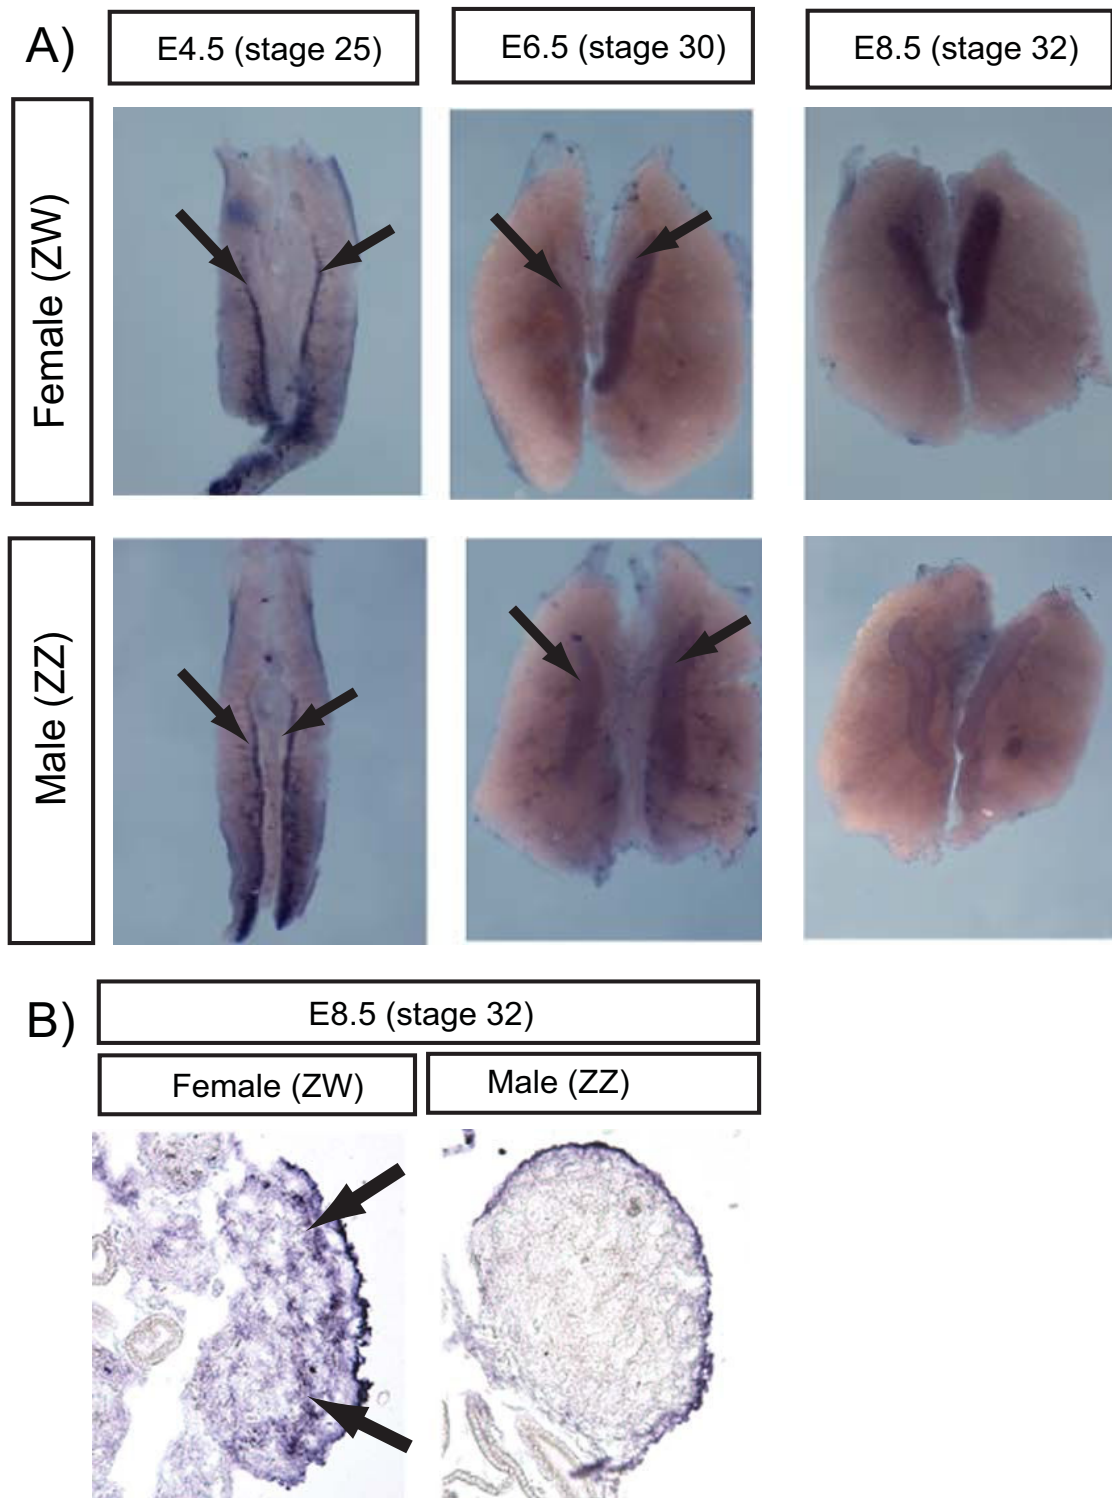 A)
E4.5 (stage 25)
E6.5 (stage 30)
E8.5 (stage 32)
Female (ZW)
Male (ZZ)
B)
E8.5 (stage 32)
Female (ZW)
Male (ZZ)